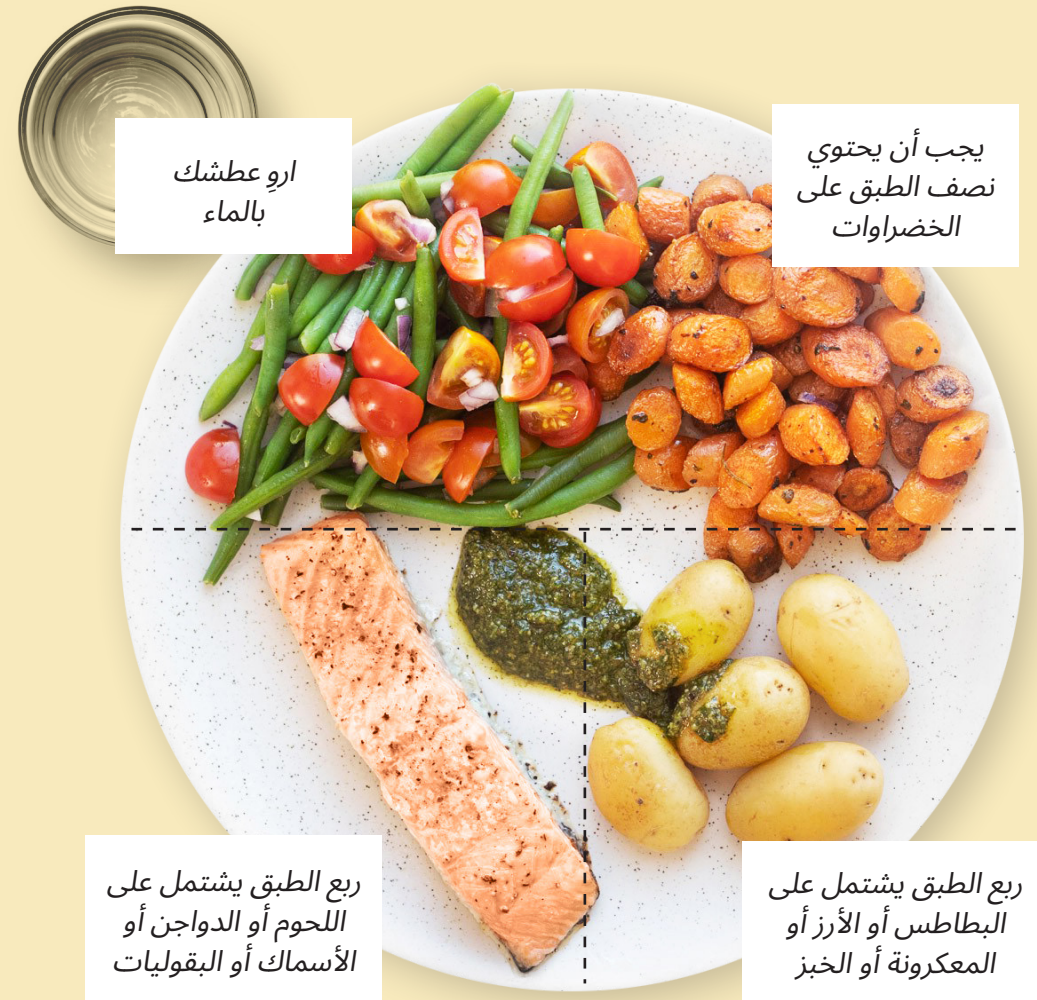 يجب أن يحتوي
نصف الطبق على
الخضراوات
اروِ عطشك
بالماء
ربع الطبق يشتمل على
البطاطس أو الأرز أو
المعكرونة أو الخبز
ربع الطبق يشتمل على
اللحوم أو الدواجن أو
الأسماك أو البقوليات